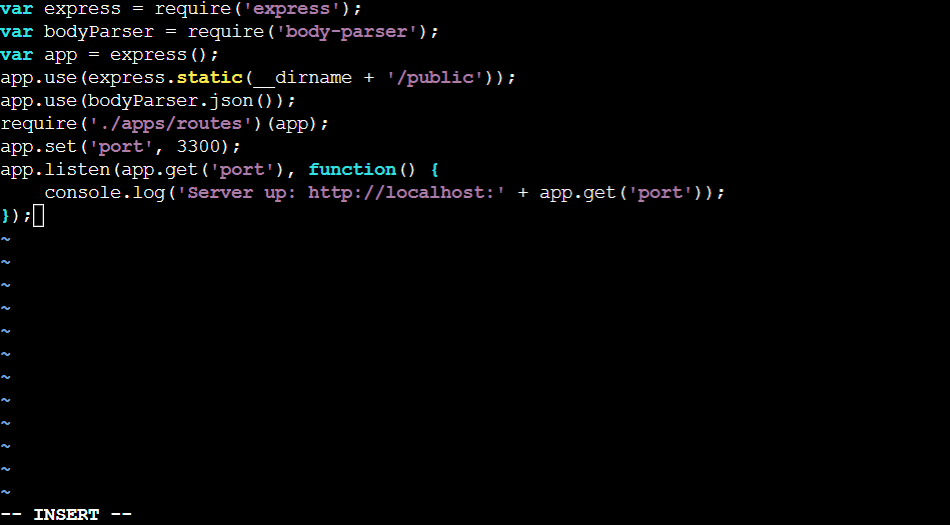 var express = require('express');
var bodyParser = require('body-parser');
var app = express();
app.use(express.static(__dirname + '/public'));
app.use(bodyParser.json());
require('./apps/routes')(app);
app.set('port', 3300);
app.listen(app.get('port'), function() {
    console.log('Server up: http://localhost:' + app.get('port'));
});
~
~
~
~
~
~
~
~
~
~
~
~
-- INSERT --